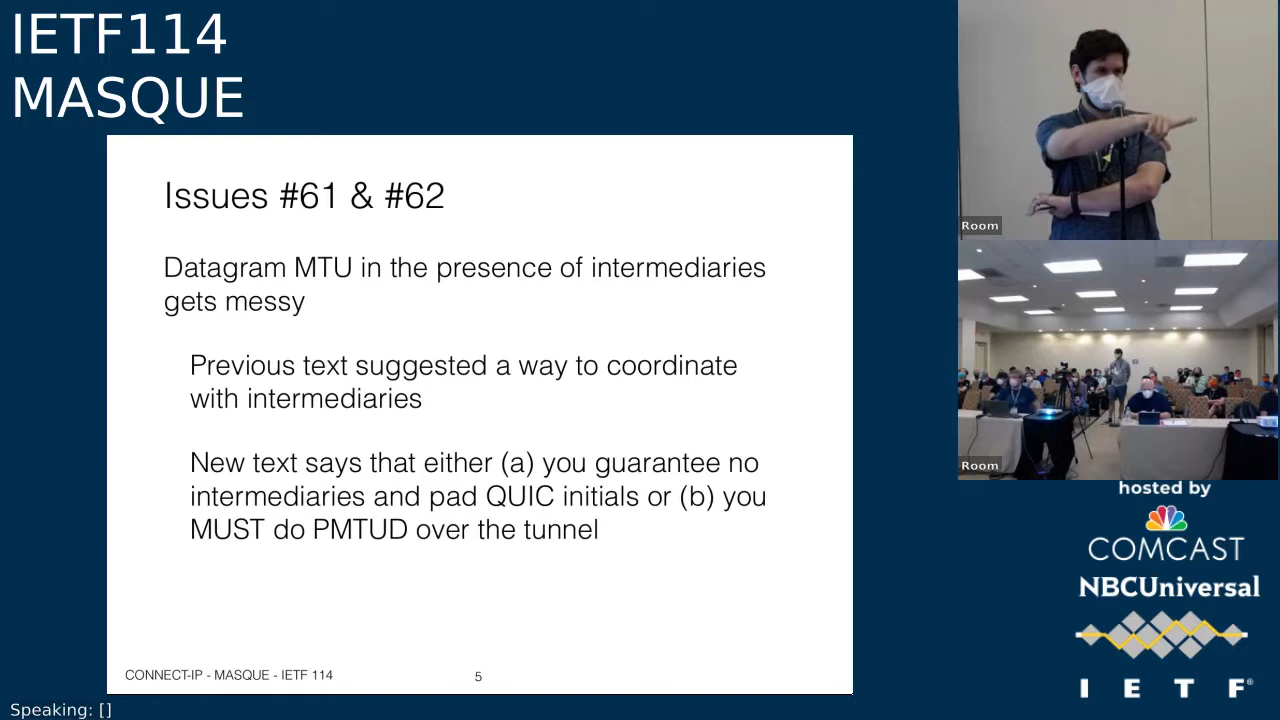 IETF114
MASQUE
Issues #61 & #62
Datagram MTU in the presence of intermediaries
gets messy
Previous text suggested a way to coordinate
with intermediaries
New text says that either (a) you guarantee no
intermediaries and pad QUIC initials or (b) you
MUST do PMTUD over the tunnel
CONNECT-IP - MASQUE - IETF 114
5
Room
Room
hosted by
COMCAST
NBCUniversal
I E T F®
Speaking: []